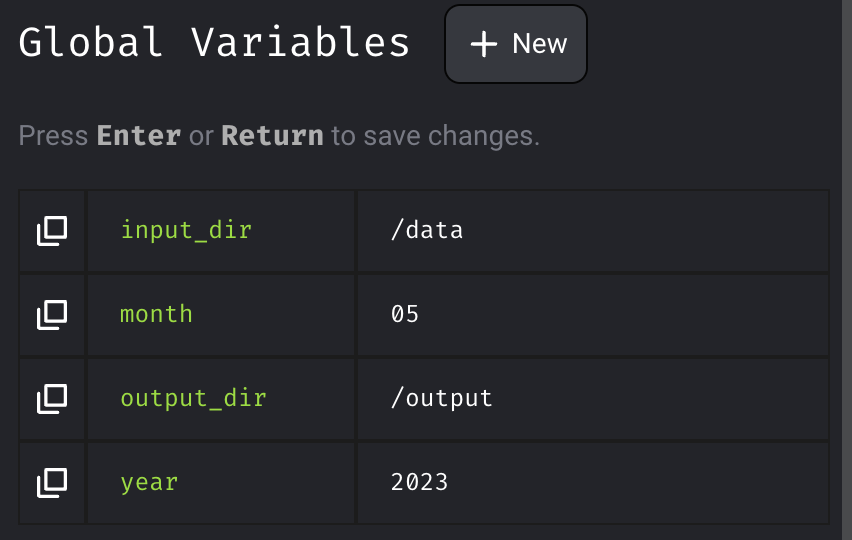 Global Variables
New
Press Enter or Return to save changes.
input_dir /data
month 05
output_dir /output
year 2023